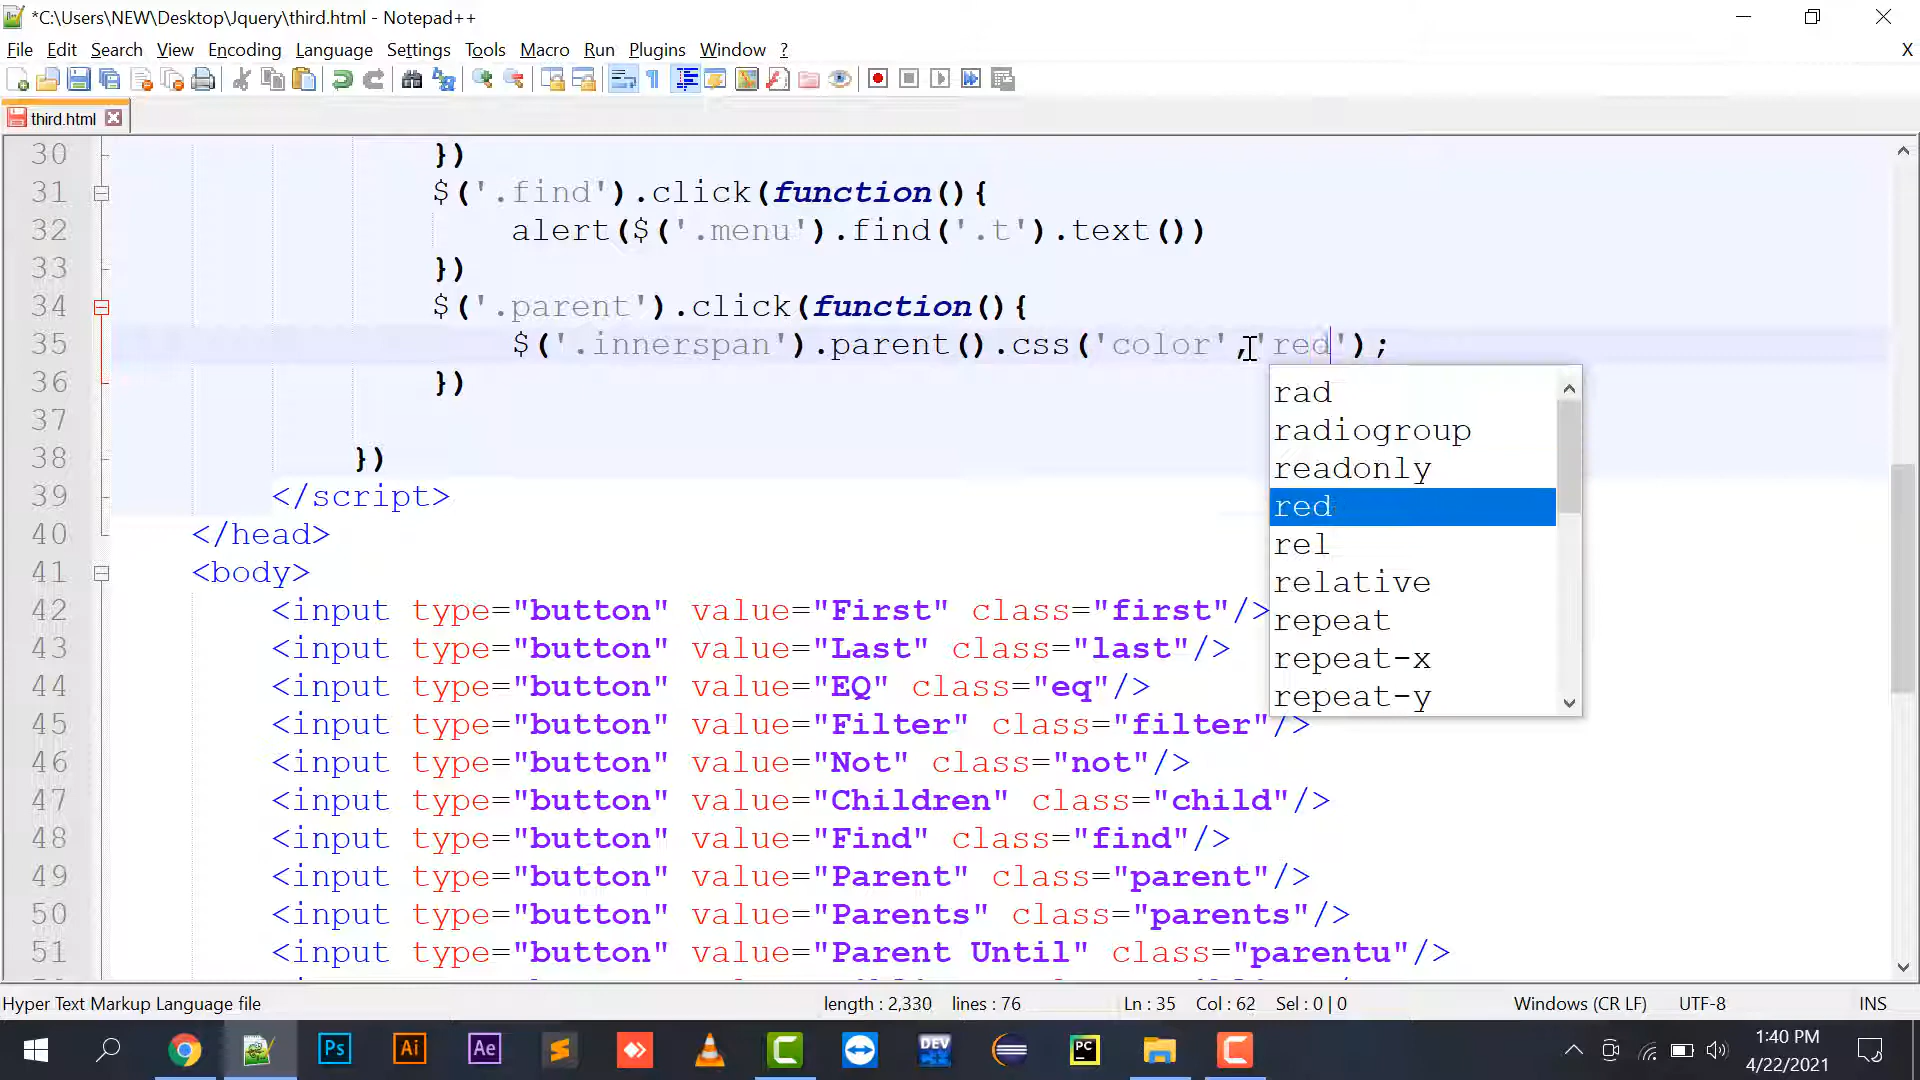 *C:\Users\NEW\Desktop\Jquery\third.html - Notepad++
File Edit Search View Encoding Language Settings Tools Macro Run Plugins Window ? X
third.html
30 })
31 $('.find').click(function(){
32 alert($('.menu').find('.t').text())
33 })
34 $('.parent').click(function(){
35 $('.innerspan').parent().css('color','red');
36 })
37
38 })
39 </script>
40 </head>
41 <body>
42 <input type="button" value="First" class="first"/>
43 <input type="button" value="Last" class="last"/>
44 <input type="button" value="EQ" class="eq"/>
45 <input type="button" value="Filter" class="filter"/>
46 <input type="button" value="Not" class="not"/>
47 <input type="button" value="Children" class="child"/>
48 <input type="button" value="Find" class="find"/>
49 <input type="button" value="Parent" class="parent"/>
50 <input type="button" value="Parents" class="parents"/>
51 <input type="button" value="Parent Until" class="parentu"/>
rad
radiogroup
readonly
red
rel
relative
repeat
repeat-x
repeat-y
Hyper Text Markup Language file length : 2,330 lines : 76 Ln : 35 Col : 62 Sel : 0 | 0 Windows (CR LF) UTF-8 INS
Ps Ai Ae C DEV PC C
1:40 PM
4/22/2021